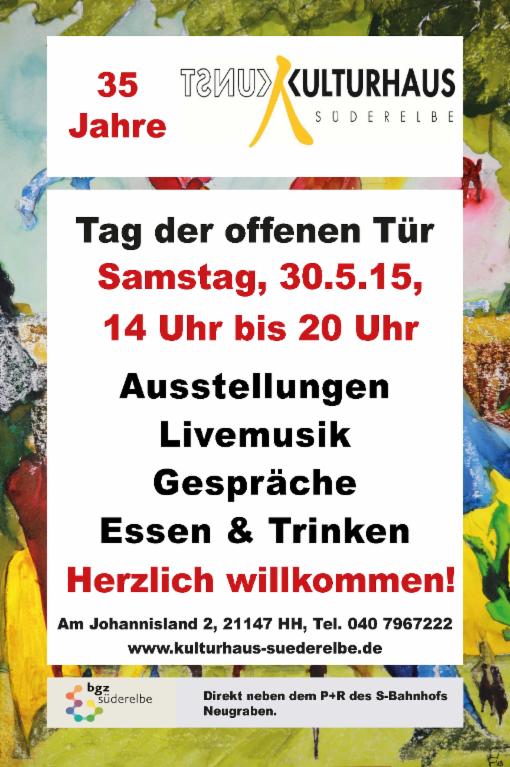 35
Jahre
KUNST KULTURHAUS
SÜDERELBE
Tag der offenen Tür
Samstag, 30.5.15,
14 Uhr bis 20 Uhr
Ausstellungen
Livemusik
Gespräche
Essen & Trinken
Herzlich willkommen!
Am Johannisland 2, 21147 HH, Tel. 040 7967222
www.kulturhaus-suederelbe.de
bgz
süderelbe
Direkt neben dem P+R des S-Bahnhofs
Neugraben.